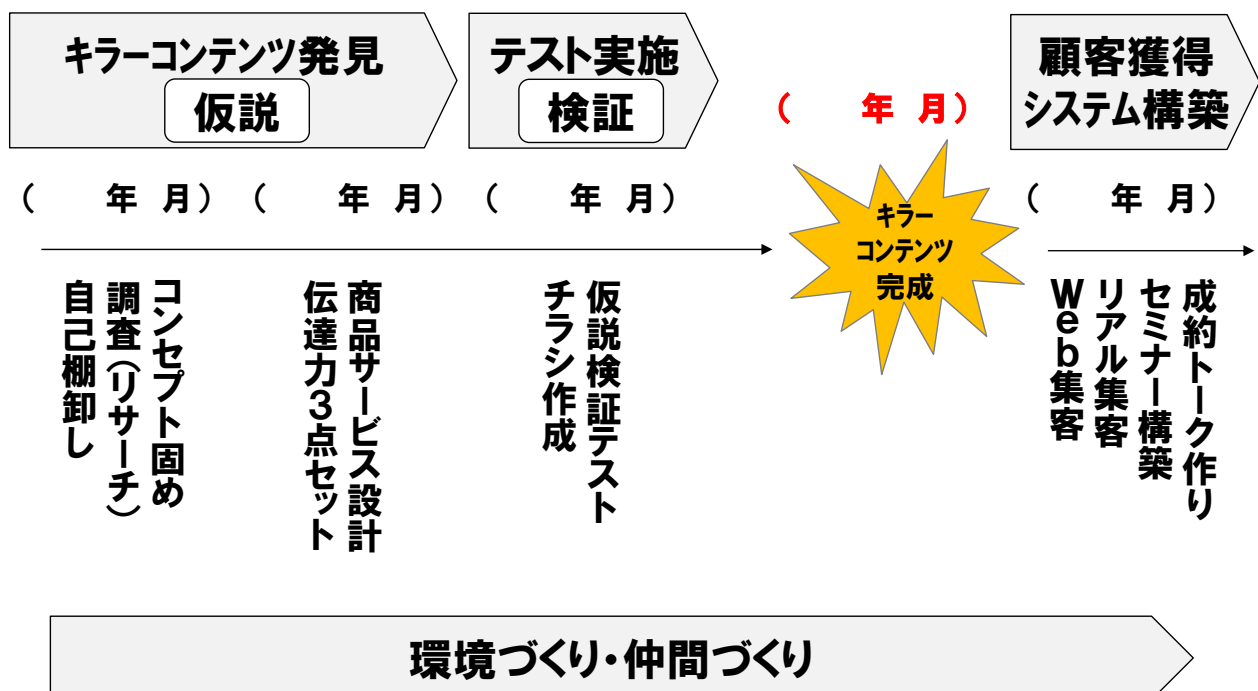 キラーコンテンツ発見
仮説
テスト実施
検証
顧客獲得
システム構築
(　　年 月)
(　　年 月)
(　　年 月)
(　　年 月)
(　　年 月)
キラー
コンテンツ
完成
コンセプト固め
調査(リサーチ)
自己棚卸し
商品サービス設計
伝達力3点セット
仮説検証テスト
チラシ作成
成約トーク作り
セミナー構築
リアル集客
Web集客
環境づくり・仲間づくり